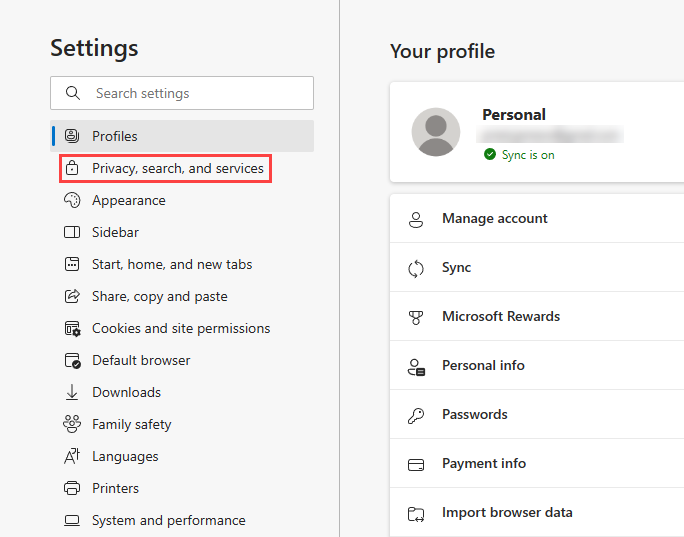 Settings
Search settings
Profiles
Privacy, search, and services
Appearance
Sidebar
Start, home, and new tabs
Share, copy and paste
Cookies and site permissions
Default browser
Downloads
Family safety
Languages
Printers
System and performance
Your profile
Personal
Sync is on
Manage account
Sync
Microsoft Rewards
Personal info
Passwords
Payment info
Import browser data